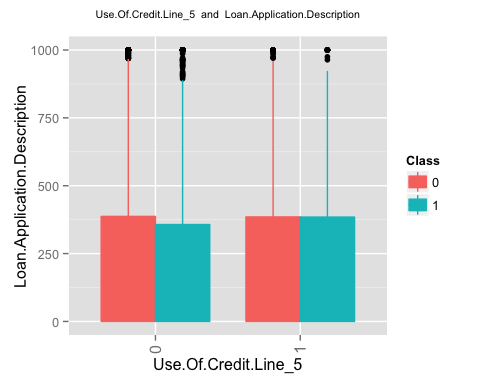 Use.Of.Credit.Line_5 and Loan.Application.Description
1000
750
500
250
0
Loan.Application.Description
0
1
Use.Of.Credit.Line_5
Class
0
1